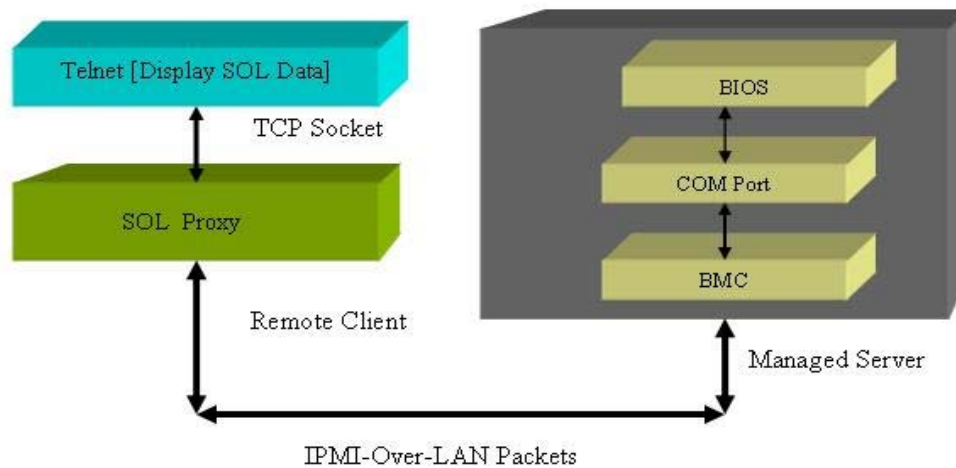 Telnet [Display SOL Data]
TCP Socket
SOL Proxy
Remote Client
BIOS
COM Port
BMC
Managed Server
IPMI-Over-LAN Packets